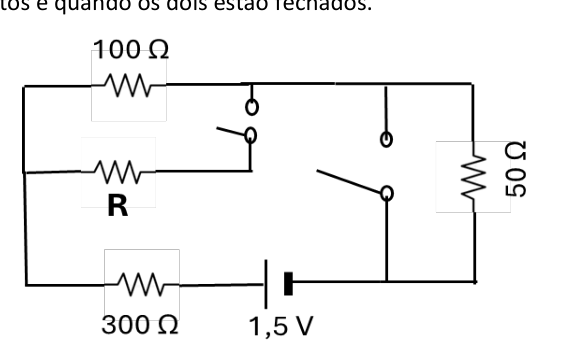 tos e quando os dois estão fechados.
100 Ω
R
50 Ω
300 Ω
1,5 V